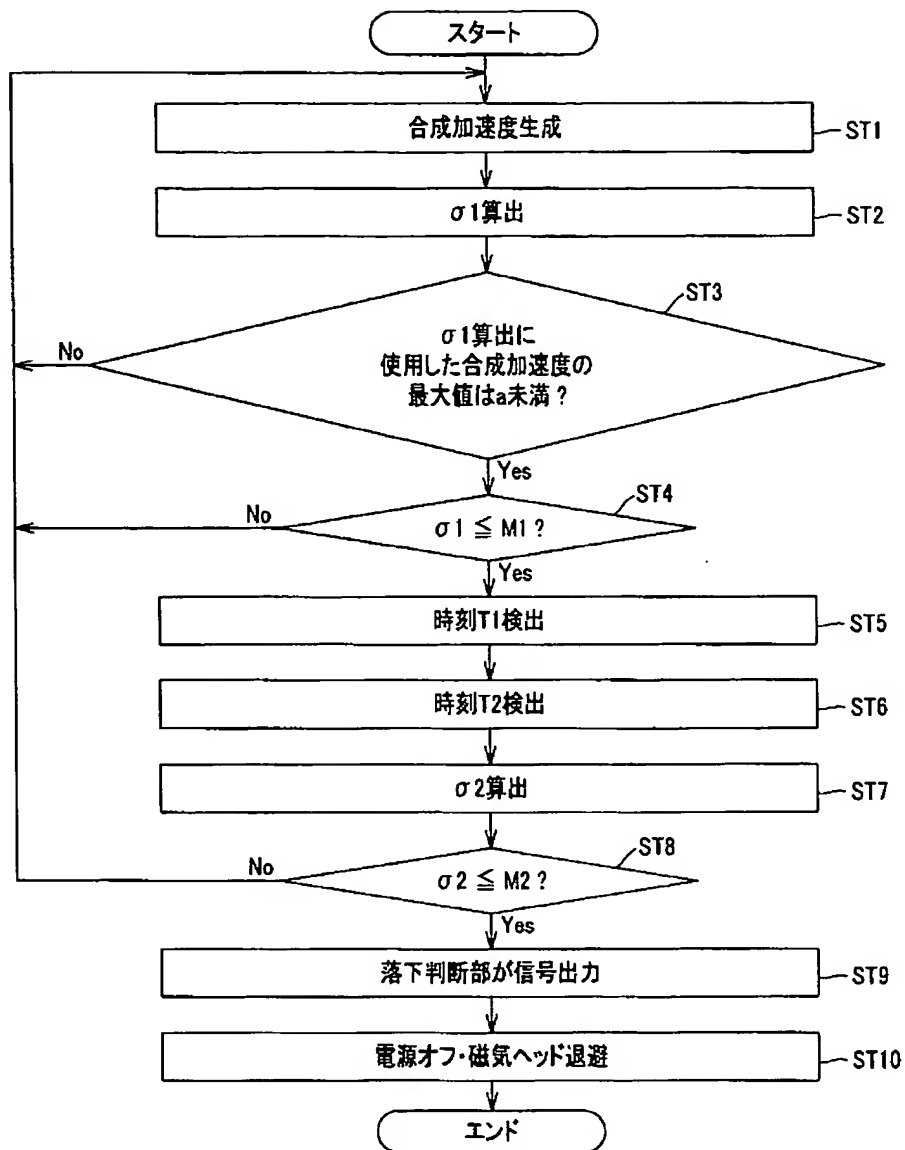 スタート
合成加速度生成
ST1
σ1算出
ST2
ST3
σ1算出に
使用した合成加速度の
最大値はa未満?
No
Yes
ST4
σ1 ≦ M1?
No
Yes
時刻T1検出
ST5
時刻T2検出
ST6
σ2算出
ST7
ST8
σ2 ≦ M2?
No
Yes
落下判断部が信号出力
ST9
電源オフ・磁気ヘッド退避
ST10
エンド